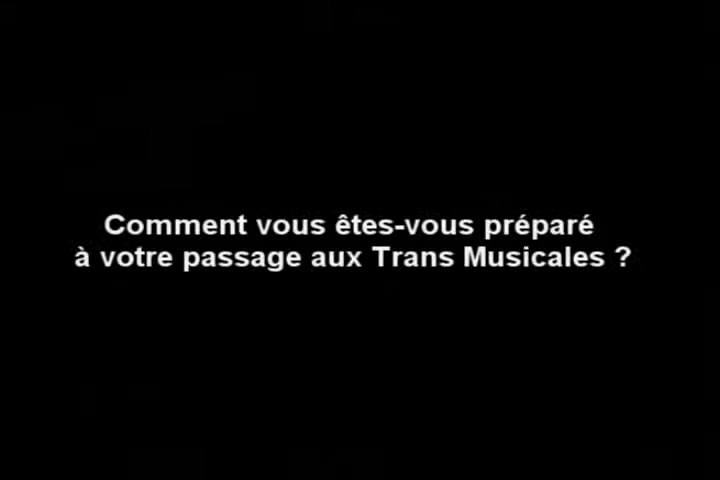 Comment vous êtes-vous préparé
à votre passage aux Trans Musicales ?